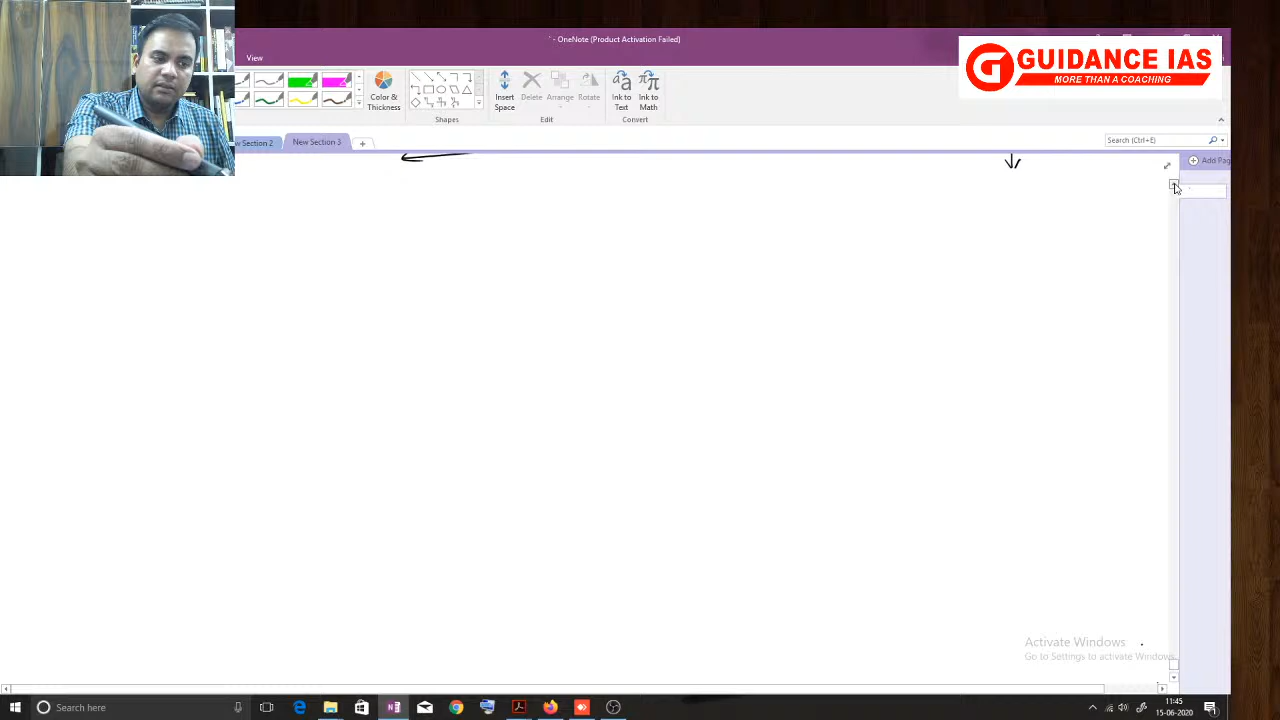 - OneNote (Product Activation Failed)
GUIDANCE IAS
MORE THAN A COACHING
View
Color &
Thickness
Insert
Space
Delete
Arrange
Rotate
Ink to
Text
Ink to
Math
Shapes
Edit
Convert
Section 2
New Section 3
Search (Ctrl+E)
Add Pag
Activate Windows
Go to Settings to activate Windows.
Search here
11:45
15-06-2020